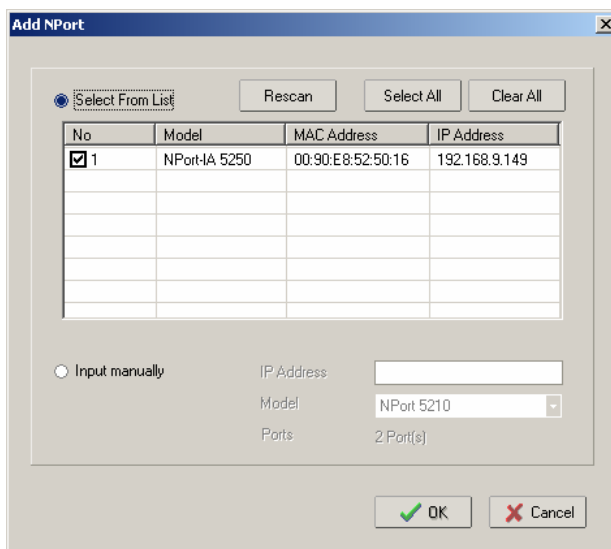 Add NPort
Select From List Rescan Select All Clear All
No Model MAC Address IP Address
1 NPort-IA 5250 00:90:E8:52:50:16 192.168.9.149
Input manually IP Address
Model NPort 5210
Ports 2 Port(s)
OK Cancel